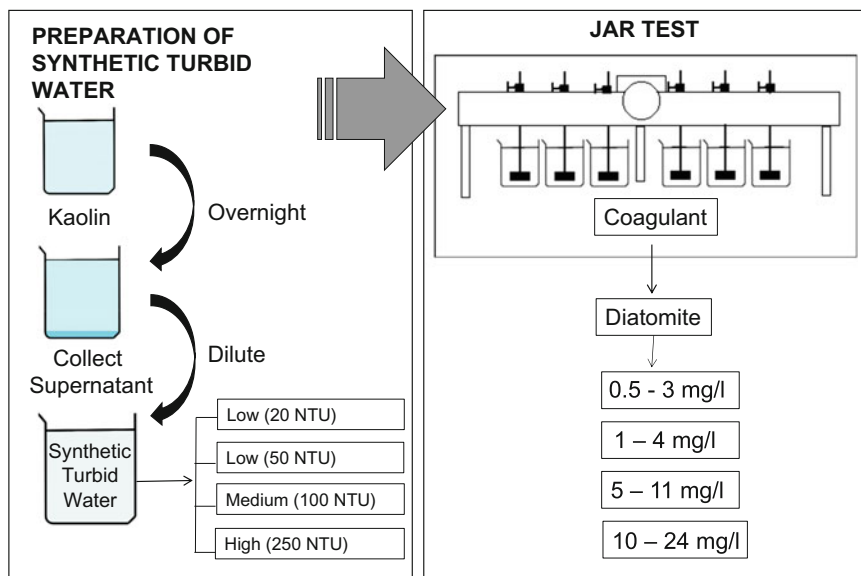 PREPARATION OF
SYNTHETIC TURBID
WATER
Kaolin
Overnight
Collect
Supernatant
Dilute
Synthetic
Turbid
Water
Low (20 NTU)
Low (50 NTU)
Medium (100 NTU)
High (250 NTU)
JAR TEST
Coagulant
Diatomite
0.5 - 3 mg/l
1 – 4 mg/l
5 – 11 mg/l
10 – 24 mg/l